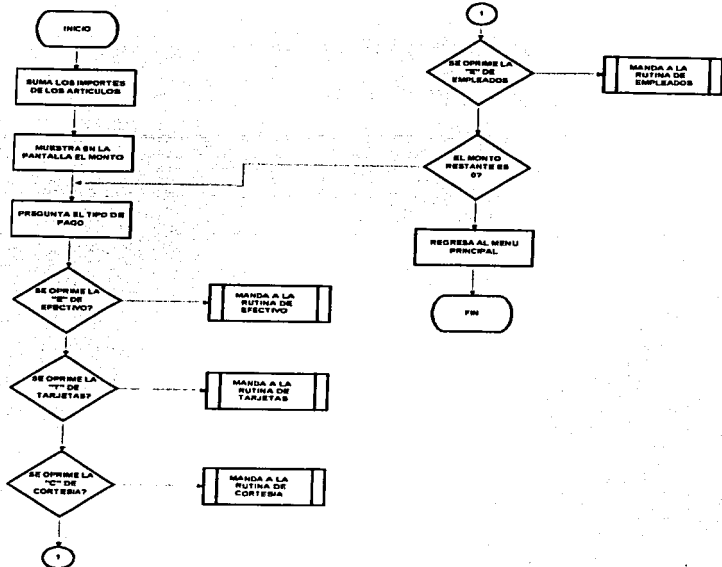 INICIO
SUMA LOS IMPORTES
DE LOS ARTICULOS
MUESTRA EN LA
PANTALLA EL MONTO
PREGUNTA EL TIPO DE
PAGO
SE OPRIME LA
"E" DE
EFECTIVO?
MANDA A LA
RUTINA DE
EFECTIVO
SE OPRIME LA
"T" DE
TARJETAS?
MANDA A LA
RUTINA DE
TARJETAS
SE OPRIME LA
"C" DE
CORTESIA?
MANDA A LA
RUTINA DE
CORTESIA
1
1
SE OPRIME LA
"E" DE
EMPLEADOS
MANDA A LA
RUTINA DE
EMPLEADOS
EL MONTO
RESTANTE ES
0?
REGRESA AL MENU
PRINCIPAL
FIN